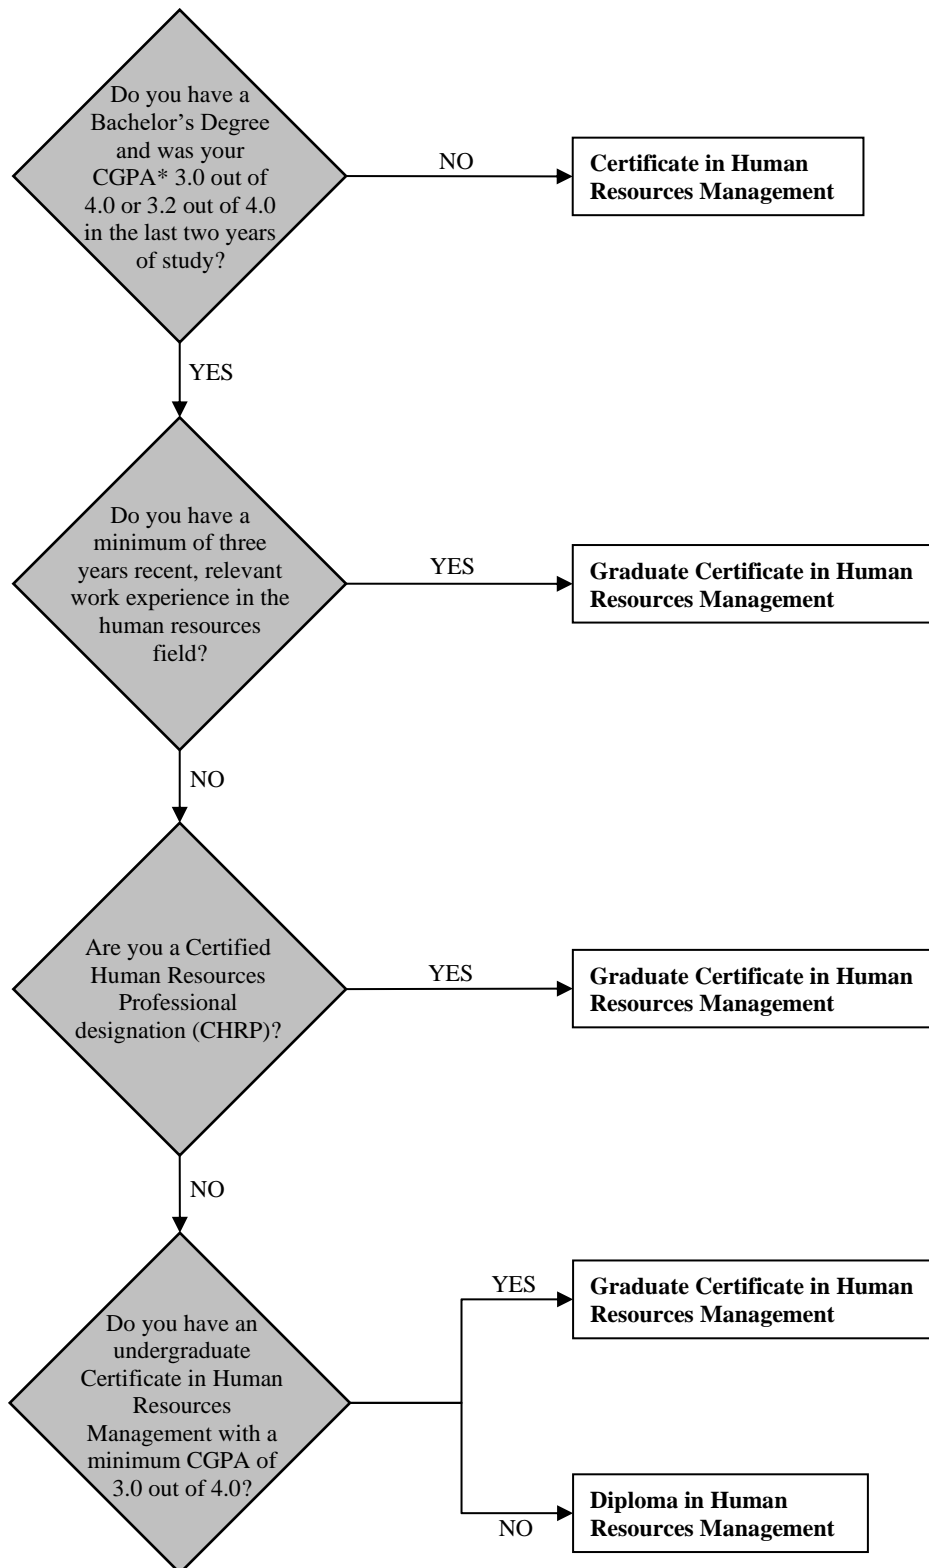 Do you have a
Bachelor’s Degree
and was your
CGPA* 3.0 out of
4.0 or 3.2 out of 4.0
in the last two years
of study?
NO
Certificate in Human
Resources Management
YES
Do you have a
minimum of three
years recent, relevant
work experience in the
human resources
field?
YES
Graduate Certificate in Human
Resources Management
NO
Are you a Certified
Human Resources
Professional
designation (CHRP)?
YES
Graduate Certificate in Human
Resources Management
NO
Do you have an
undergraduate
Certificate in Human
Resources
Management with a
minimum CGPA of
3.0 out of 4.0?
YES
Graduate Certificate in Human
Resources Management
NO
Diploma in Human
Resources Management